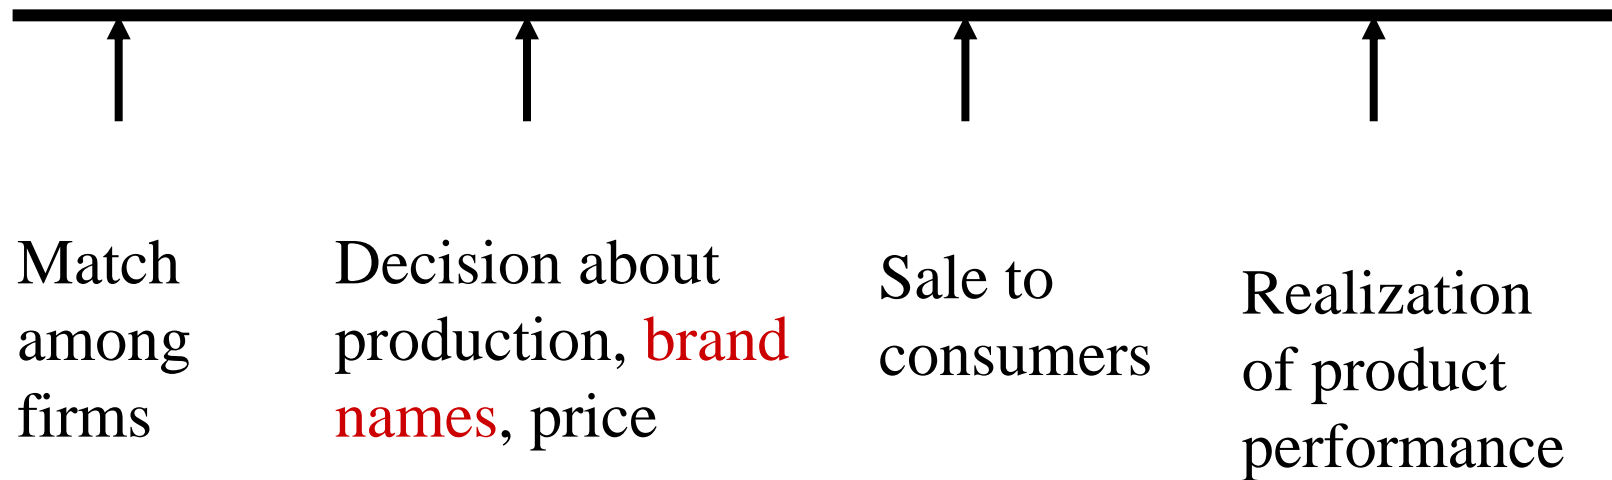 Match
among
firms
Decision about
production, brand
names, price
Sale to
consumers
Realization
of product
performance